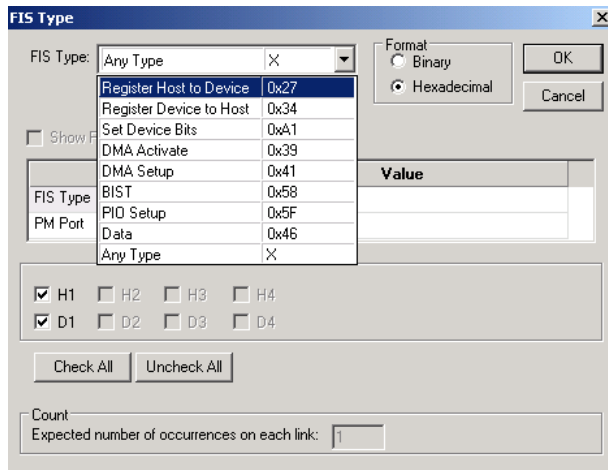 FIS Type
FIS Type: Any Type X
Format
Binary
Hexadecimal
OK
Cancel
Register Host to Device 0x27
Register Device to Host 0x34
Set Device Bits 0xA1
DMA Activate 0x39
DMA Setup 0x41
BIST 0x58
PIO Setup 0x5F
Data 0x46
Any Type X
Show
Value
FIS Type
PM Port
H1 H2 H3 H4
D1 D2 D3 D4
Check All Uncheck All
Count
Expected number of occurrences on each link: 1